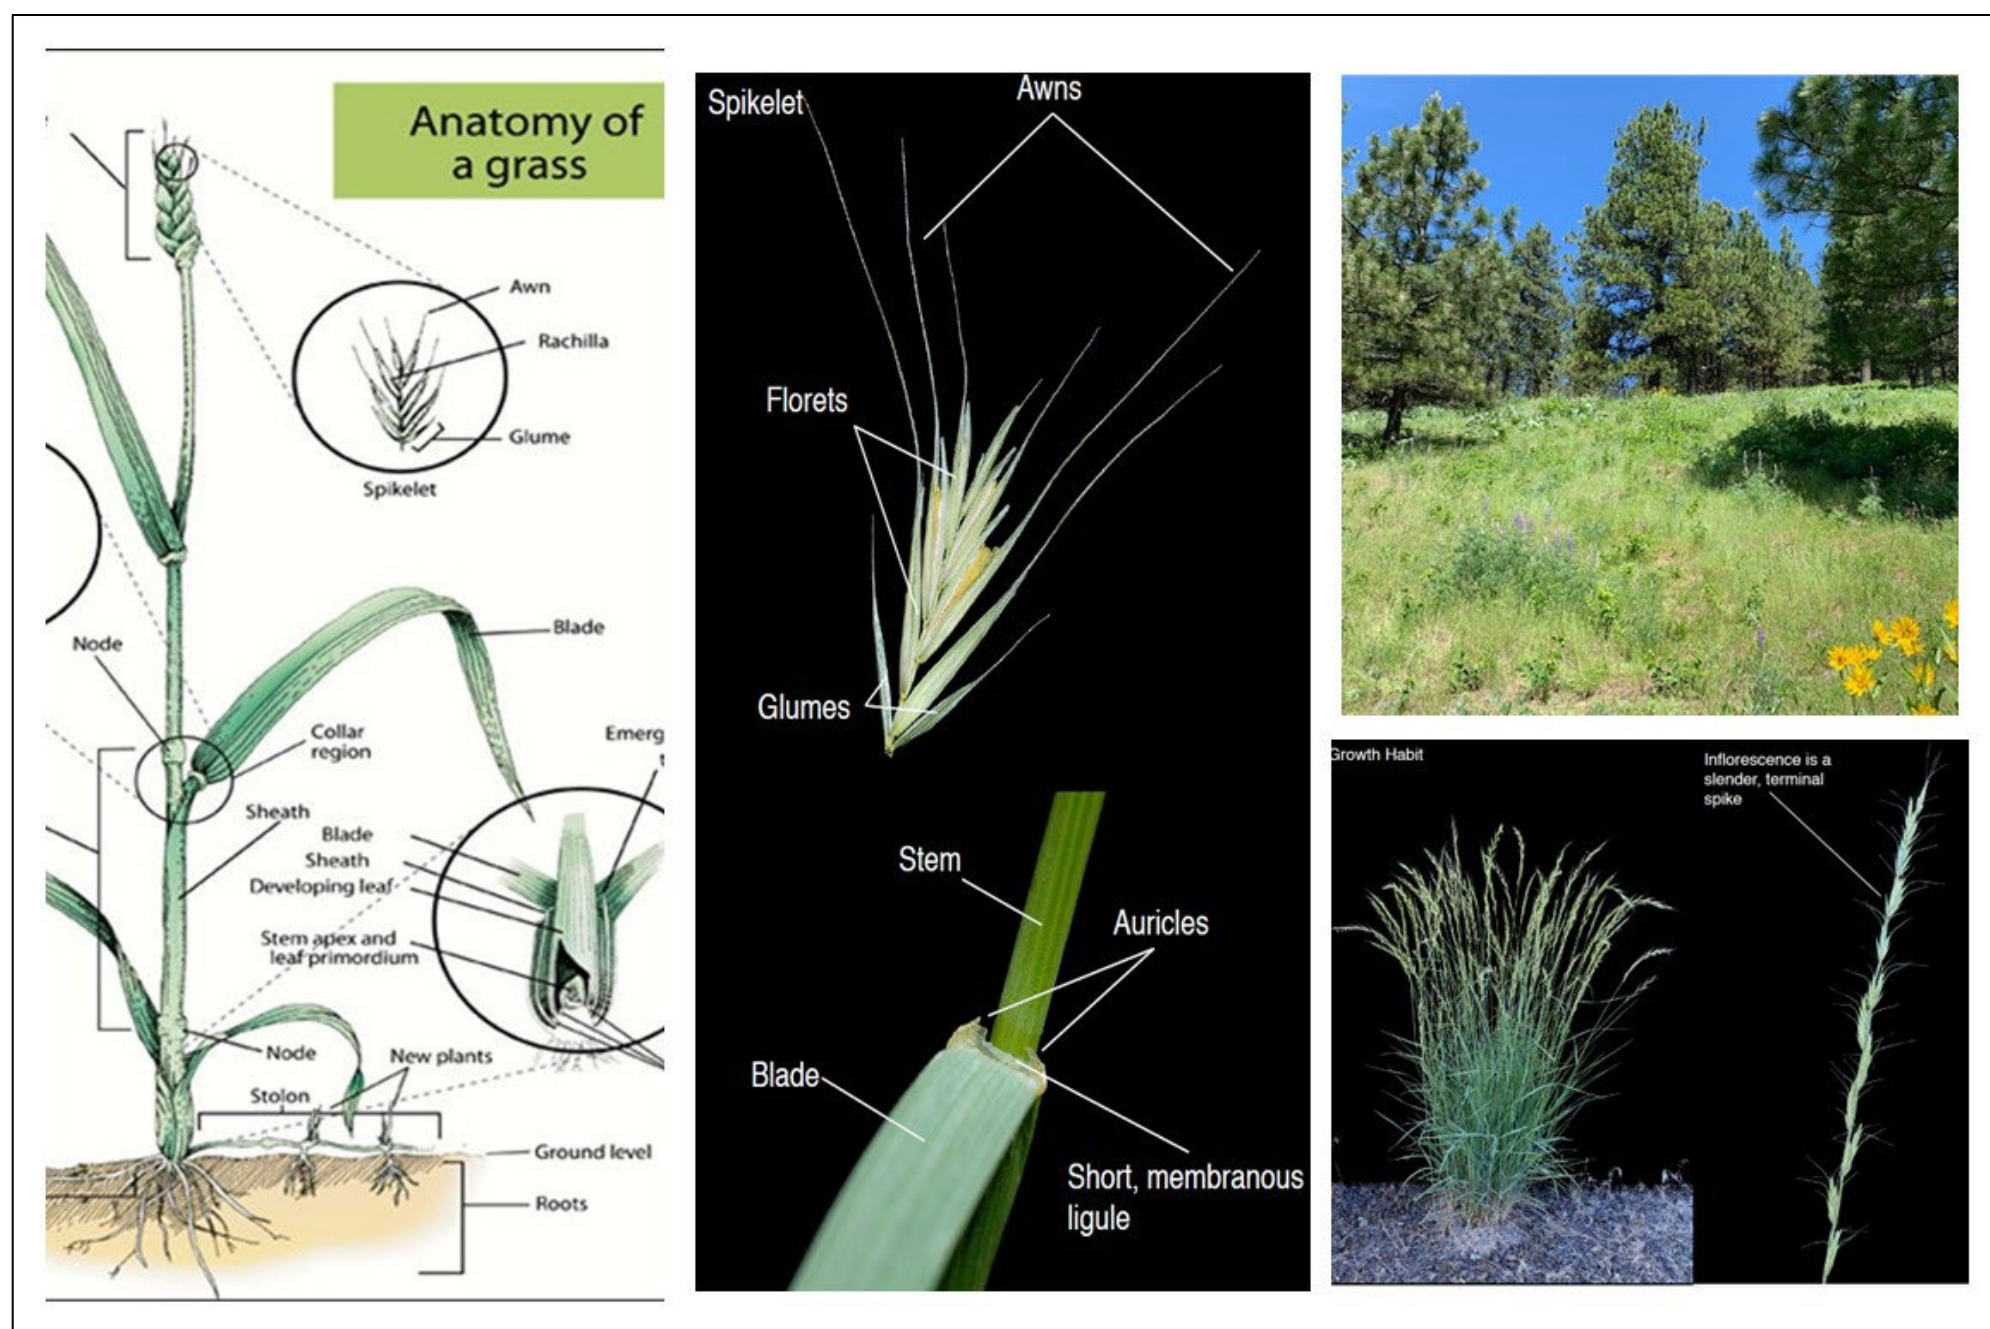 Anatomy of
a grass
Awn
Rachilla
Glume
Spikelet
Blade
Node
Collar
region
Emerg
Sheath
Blade
Sheath
Developing leaf
Stem apex and
leaf primordium
Node
New plants
Stolon
Ground level
Roots
Spikelet
Awns
Florets
Glumes
Stem
Auricles
Blade
Short, membranous
ligule
Growth Habit
Inflorescence is a
slender, terminal
spike